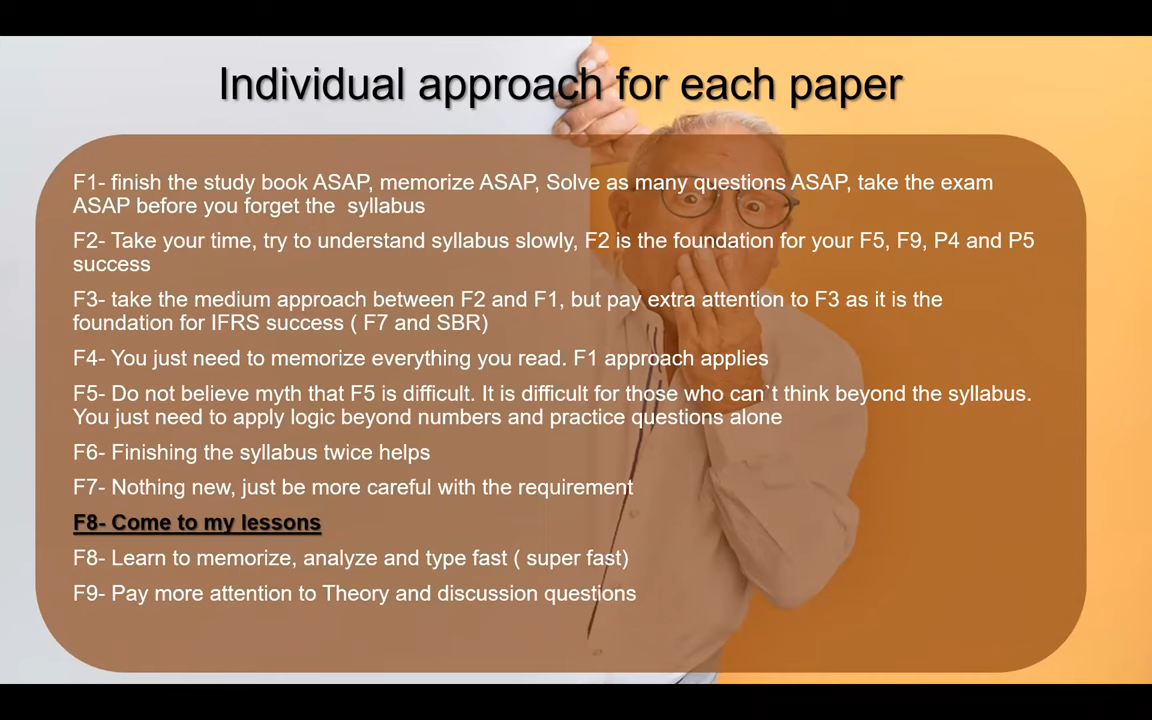 Individual approach for each paper
F1- finish the study book ASAP, memorize ASAP, Solve as many questions ASAP, take the exam
ASAP before you forget the  syllabus
F2- Take your time, try to understand syllabus slowly, F2 is the foundation for your F5, F9, P4 and P5
success
F3- take the medium approach between F2 and F1, but pay extra attention to F3 as it is the
foundation for IFRS success ( F7 and SBR)
F4- You just need to memorize everything you read. F1 approach applies
F5- Do not believe myth that F5 is difficult. It is difficult for those who can`t think beyond the syllabus.
You just need to apply logic beyond numbers and practice questions alone
F6- Finishing the syllabus twice helps
F7- Nothing new, just be more careful with the requirement
F8- Come to my lessons
F8- Learn to memorize, analyze and type fast ( super fast)
F9- Pay more attention to Theory and discussion questions